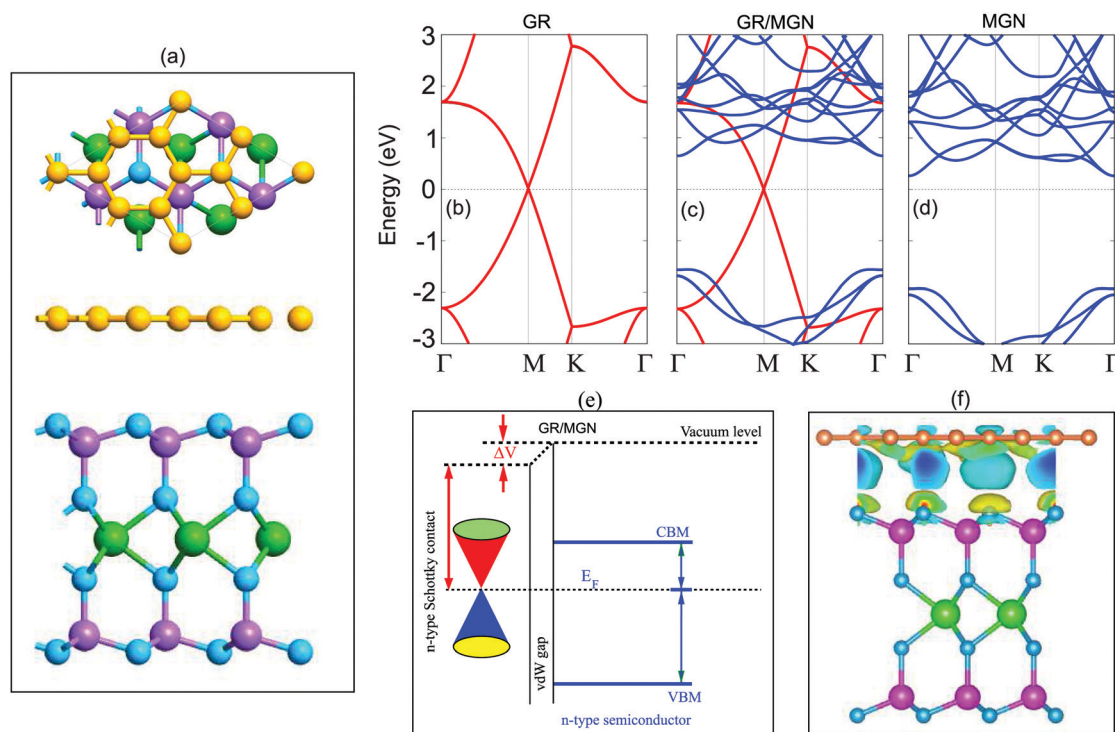 (a)
GR
GR/MGN
MGN
Energy (eV)
3
2
1
0
-1
-2
-3
(b)
(c)
(d)
Γ M K Γ
Γ M K Γ
Γ M K Γ
(e)
GR/MGN
Vacuum level
ΔV
n-type Schottky contact
CBM
E_F
vdW gap
VBM
n-type semiconductor
(f)